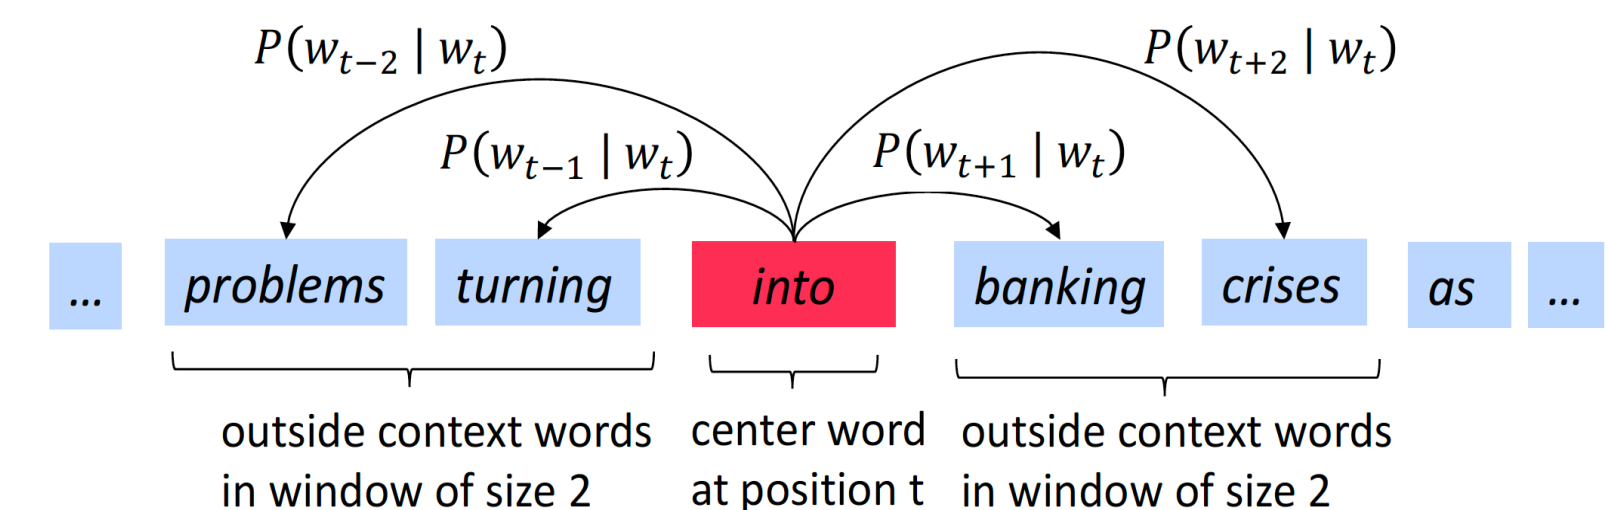 P(w_{t−2} | w_t)
P(w_{t+2} | w_t)
P(w_{t−1} | w_t)
P(w_{t+1} | w_t)
... problems turning into banking crises as ...
outside context words
in window of size 2
center word
at position t
outside context words
in window of size 2